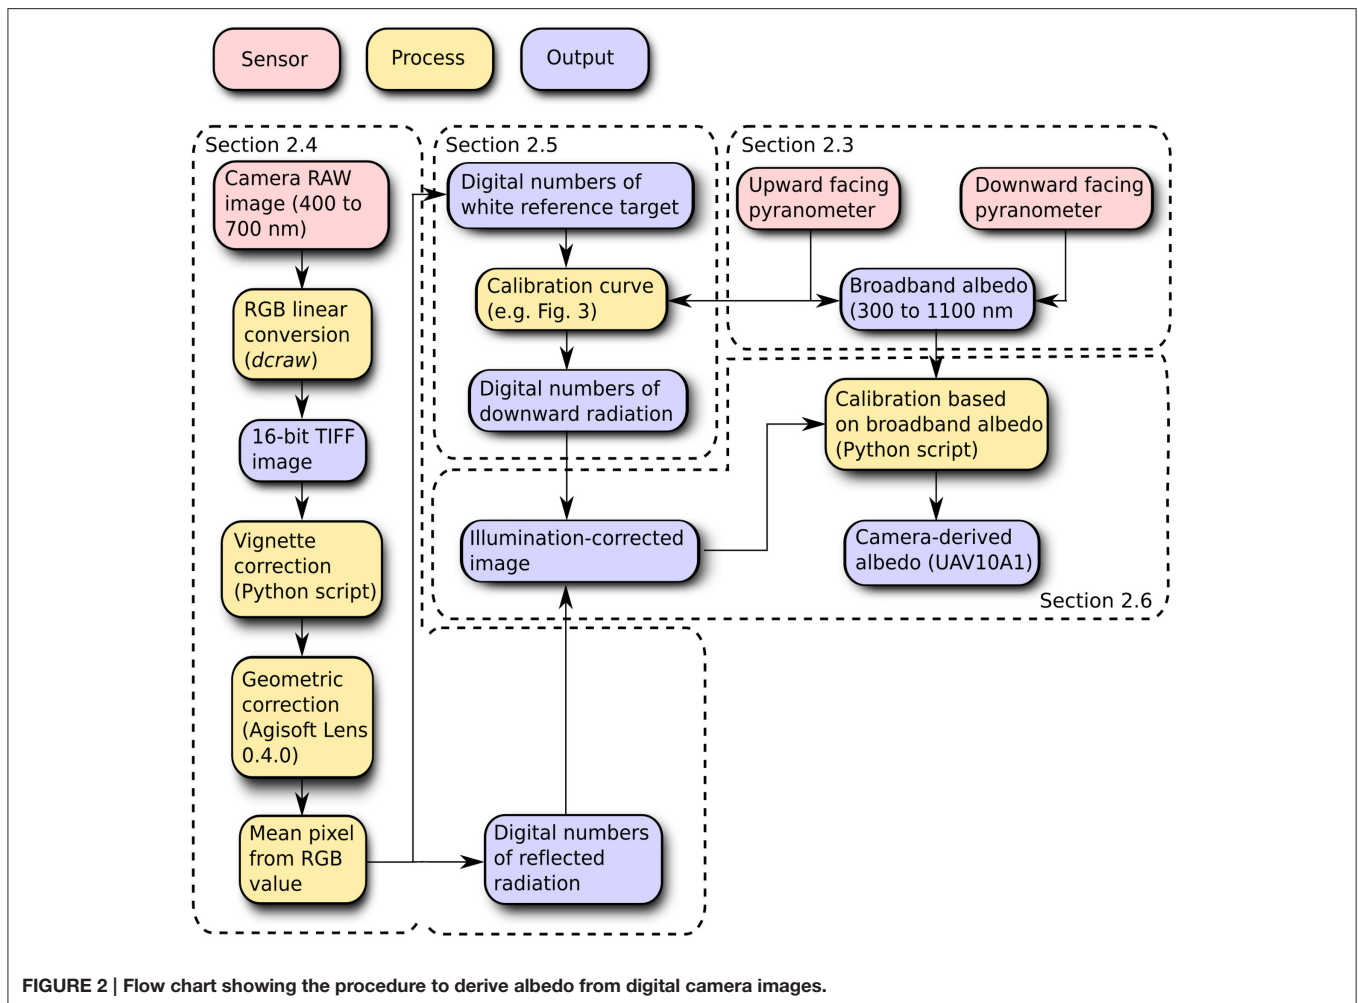 Sensor
Process
Output
Section 2.4
Camera RAW
image (400 to
700 nm)
RGB linear
conversion
(dcraw)
16-bit TIFF
image
Vignette
correction
(Python script)
Geometric
correction
(Agisoft Lens
0.4.0)
Mean pixel
from RGB
value
Section 2.5
Digital numbers of
white reference target
Calibration curve
(e.g. Fig. 3)
Digital numbers of
downward radiation
Section 2.3
Upward facing
pyranometer
Downward facing
pyranometer
Broadband albedo
(300 to 1100 nm
Calibration based
on broadband albedo
(Python script)
Illumination-corrected
image
Camera-derived
albedo (UAV10A1)
Section 2.6
Digital numbers
of reflected
radiation
FIGURE 2 | Flow chart showing the procedure to derive albedo from digital camera images.